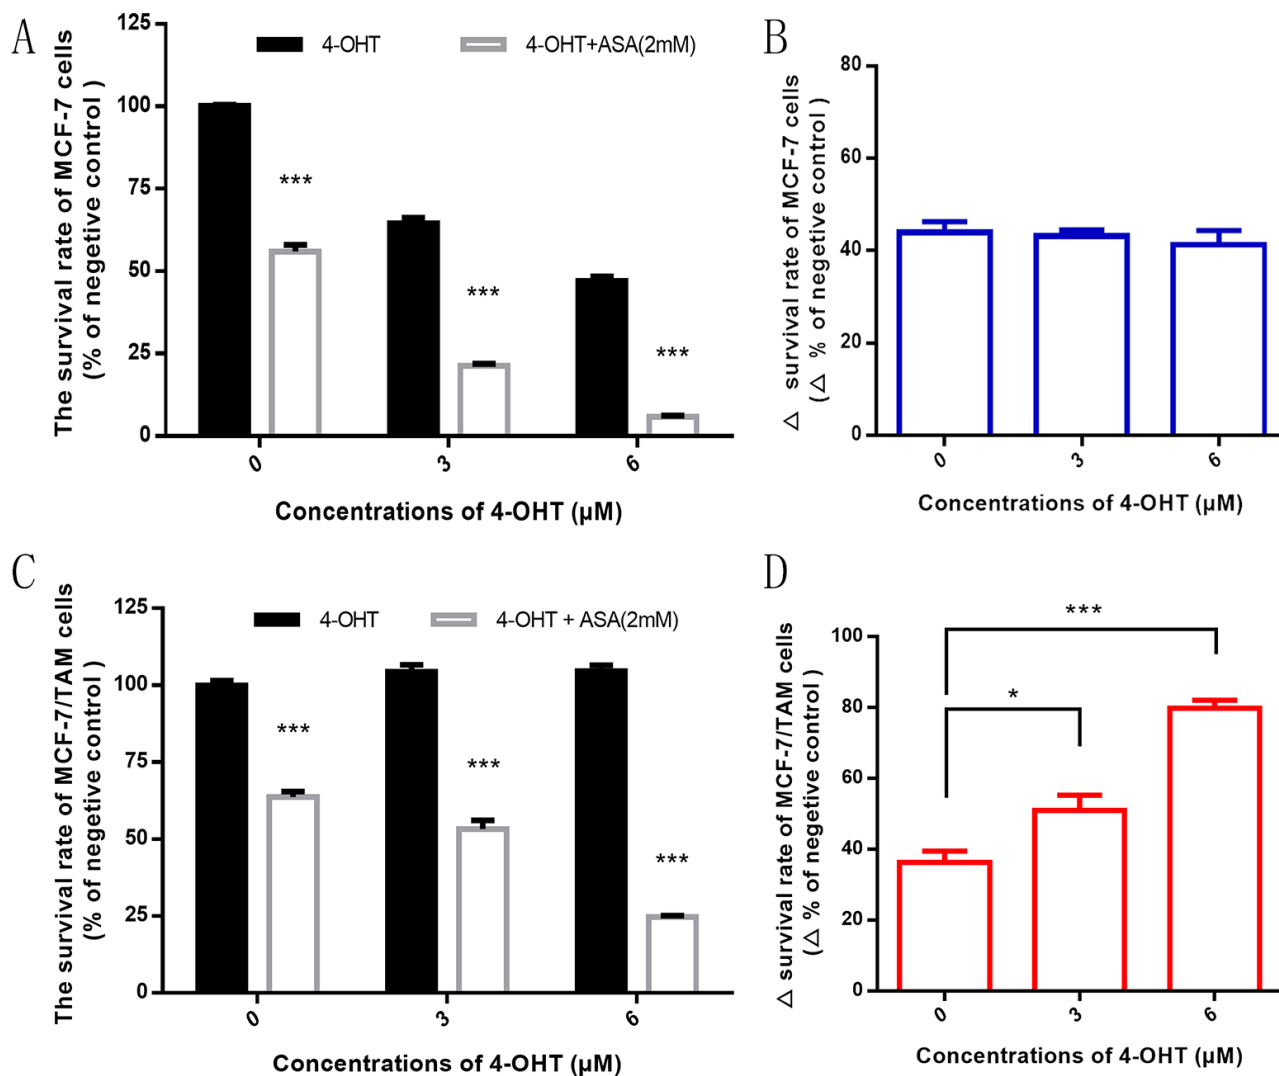 A
The survival rate of MCF-7 cells
(% of negetive control )
125
100
75
50
25
0
4-OHT
4-OHT+ASA(2mM)
***
***
***
0
3
6
Concentrations of 4-OHT (μM)
B
△ survival rate of MCF-7 cells
(△ % of negetive control )
80
60
40
20
0
0
3
6
Concentrations of 4-OHT (μM)
C
The survival rate of MCF-7/TAM cells
(% of negetive control )
125
100
75
50
25
0
4-OHT
4-OHT + ASA(2mM)
***
***
***
0
3
6
Concentrations of 4-OHT (μM)
D
△ survival rate of MCF-7/TAM cells
(△ % of negetive control )
100
80
60
40
20
0
***
*
0
3
6
Concentrations of 4-OHT (μM)